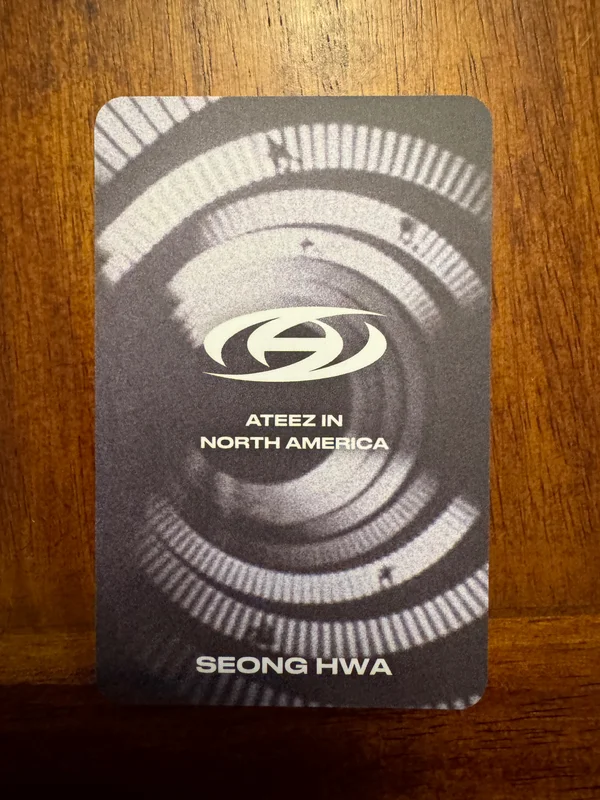 ATEEZ IN
NORTH AMERICA
SEONG HWA